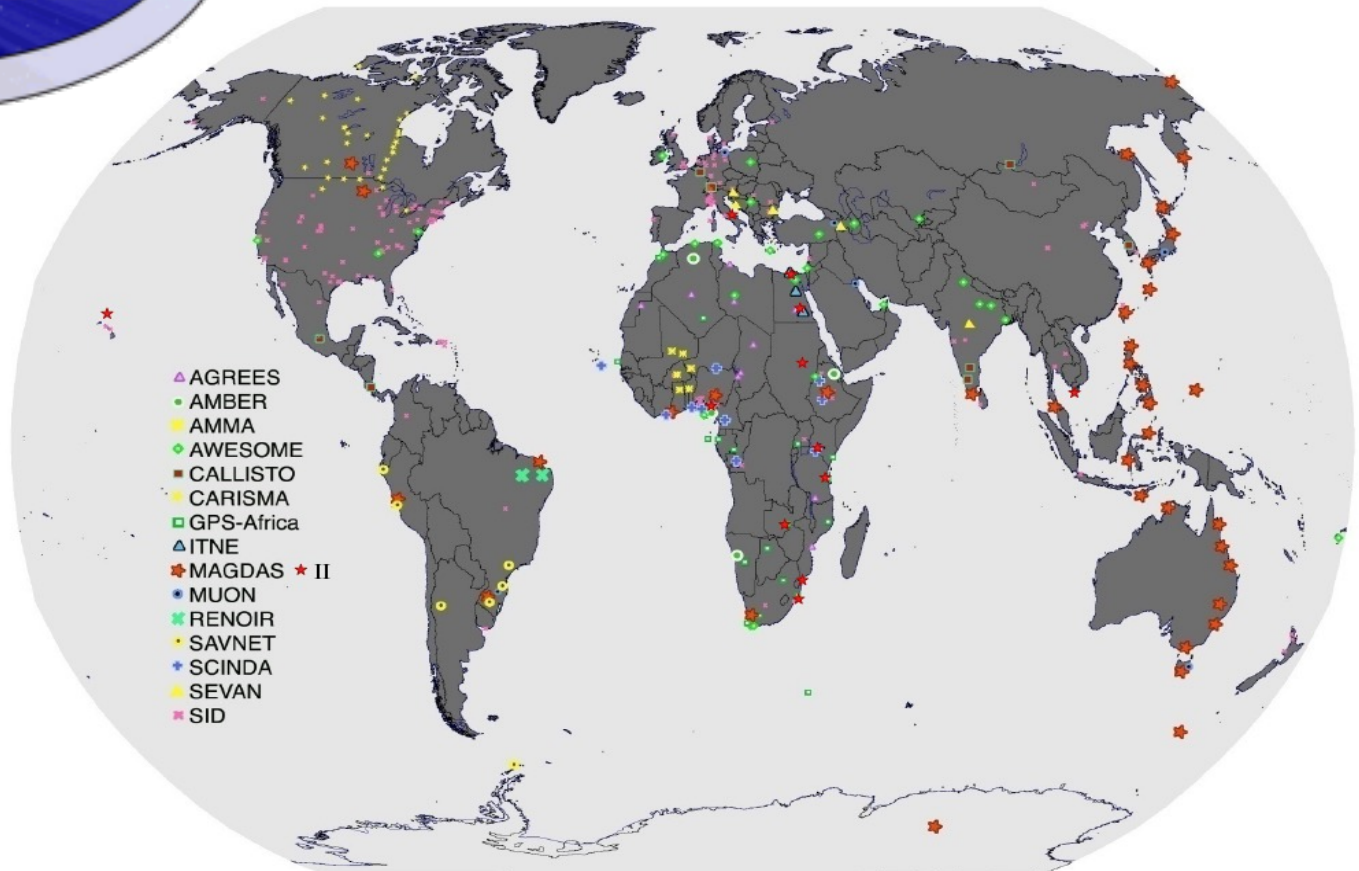 AGREES
AMBER
AMMA
AWESOME
CALLISTO
CARISMA
GPS-Africa
ITNE
MAGDAS II
MUON
RENOIR
SAVNET
SCINDA
SEVAN
SID